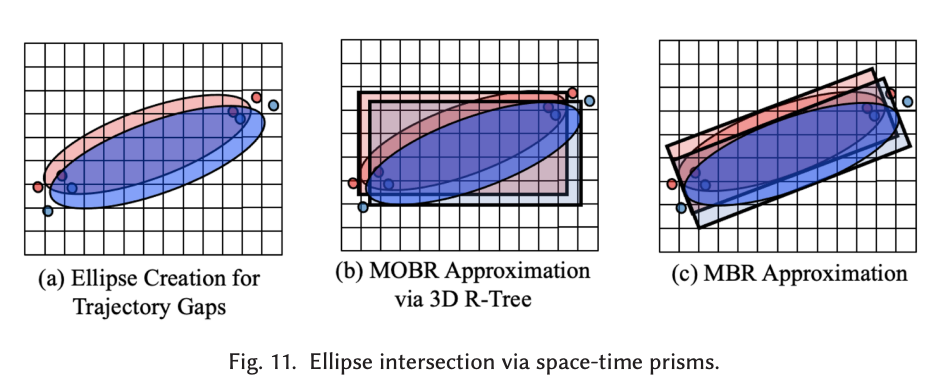 (a) Ellipse Creation for
Trajectory Gaps
(b) MOBR Approximation
via 3D R-Tree
(c) MBR Approximation
Fig. 11. Ellipse intersection via space-time prisms.